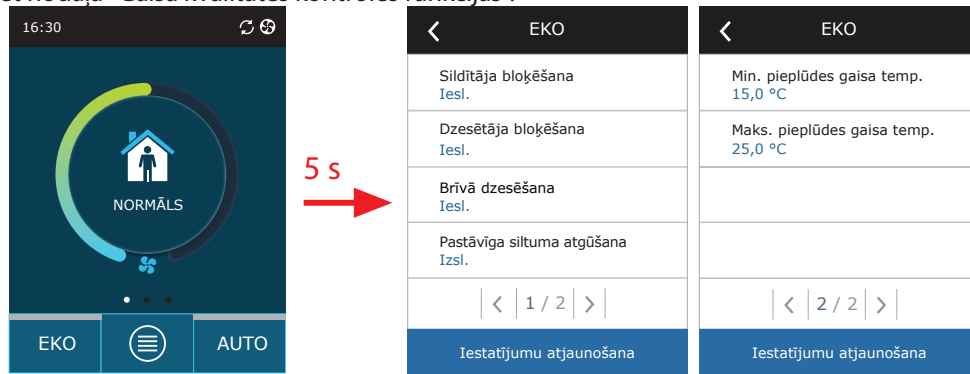 16:30
NORMĀLS
EKO
AUTO
5 s
EKO
Sildītāja bloķēšana
Iesl.
Dzesētāja bloķēšana
Iesl.
Brīvā dzesēšana
Iesl.
Pastāvīga siltuma atgūšana
Izsl.
1 / 2
Iestatījumu atjaunošana
EKO
Min. pieplūdes gaisa temp.
15,0 °C
Maks. pieplūdes gaisa temp.
25,0 °C
2 / 2
Iestatījumu atjaunošana